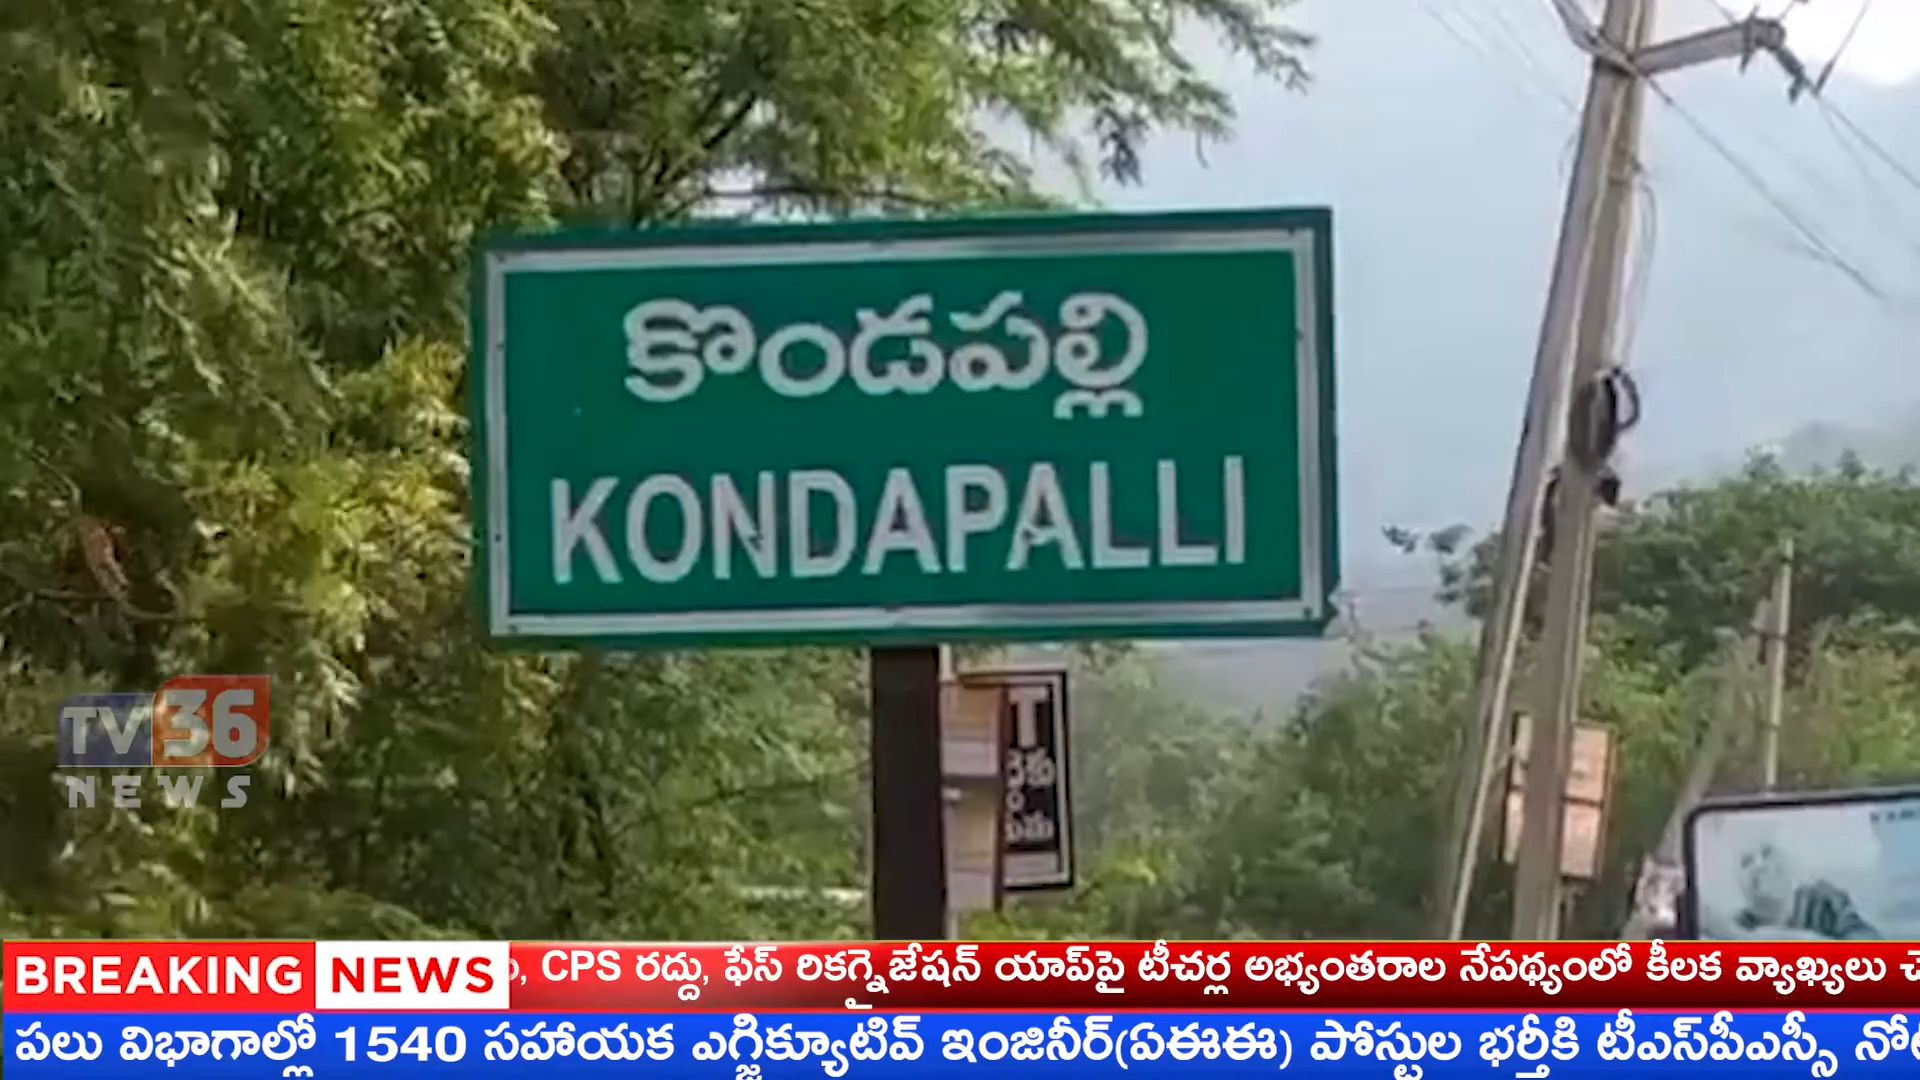 కొండపల్లి
KONDAPALLI
T
TV36
NEWS
BREAKING NEWS
, CPS రద్దు, ఫేస్ రికగ్నైజేషన్ యాప్‌పై టీచర్ల అభ్యంతరాల నేపథ్యంలో కీలక వ్యాఖ్యలు
పలు విభాగాల్లో 1540 సహాయక ఎగ్జిక్యూటివ్ ఇంజినీర్(ఏఈఈ) పోస్టుల భర్తీకి టీఎస్‌పీఎస్సీ